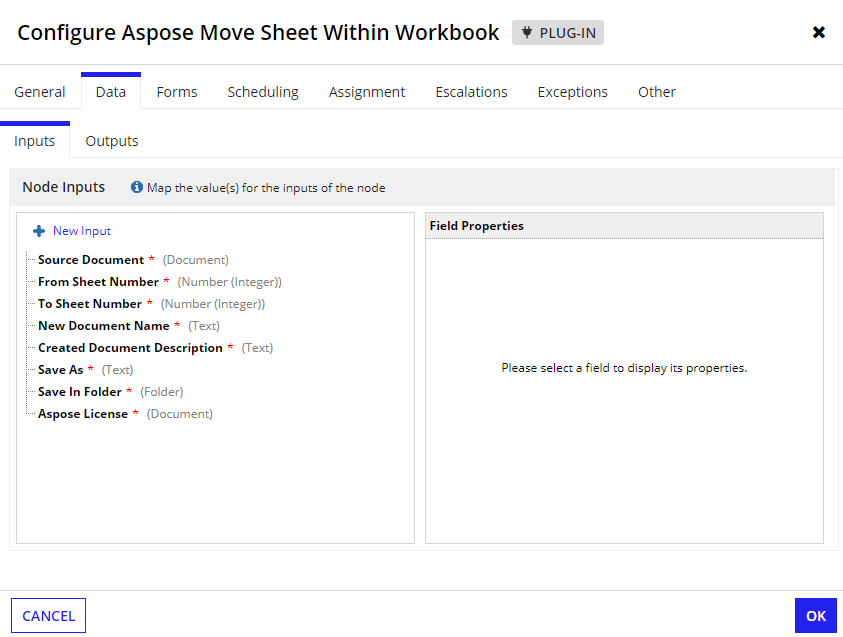 Configure Aspose Move Sheet Within Workbook PLUG-IN
General Data Forms Scheduling Assignment Escalations Exceptions Other
Inputs Outputs
Node Inputs Map the value(s) for the inputs of the node
New Input
Source Document * (Document)
From Sheet Number * (Number (Integer))
To Sheet Number * (Number (Integer))
New Document Name * (Text)
Created Document Description * (Text)
Save As * (Text)
Save In Folder * (Folder)
Aspose License * (Document)
Field Properties
Please select a field to display its properties.
CANCEL OK